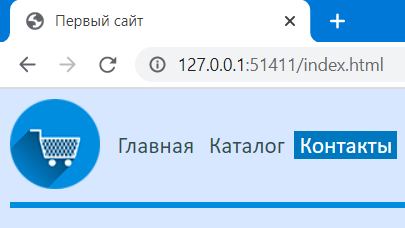 Первый сайт
127.0.0.1:51411/index.html
Главная Каталог Контакты